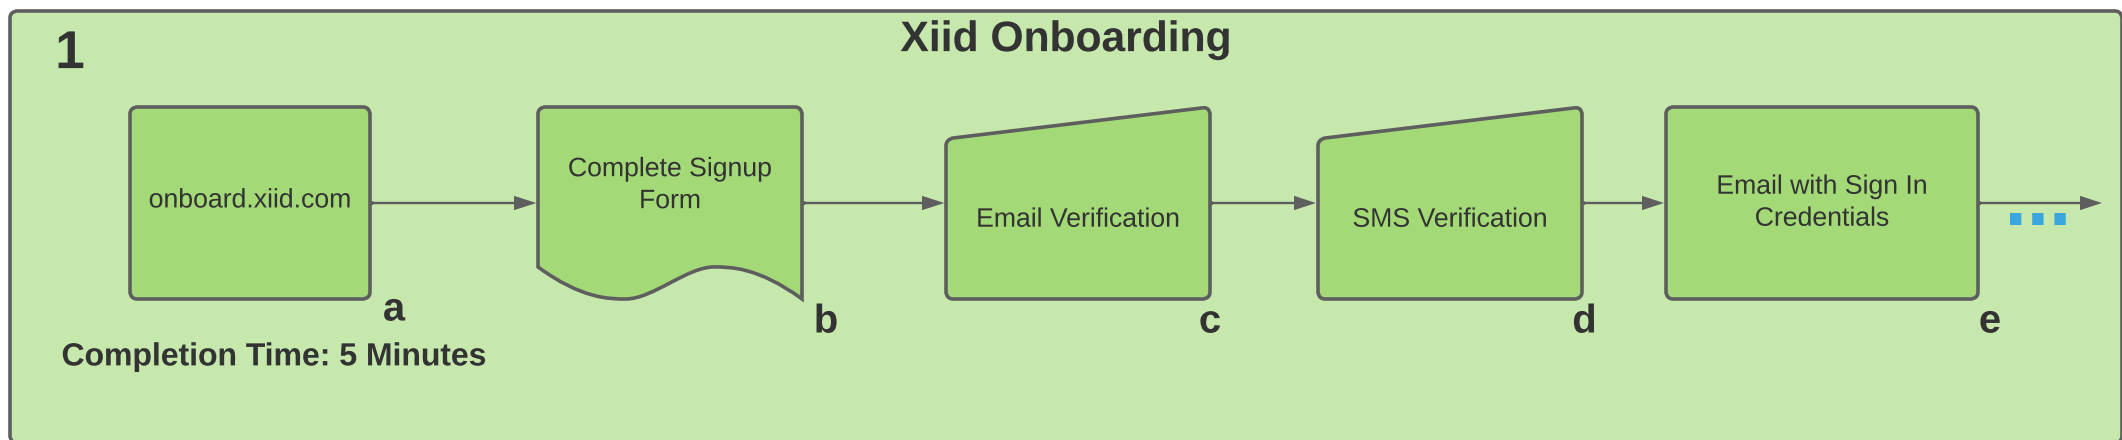 Xiid Onboarding
1
onboard.xiid.com
a
Complete Signup
Form
b
Email Verification
c
SMS Verification
d
Email with Sign In
Credentials
e
Completion Time: 5 Minutes